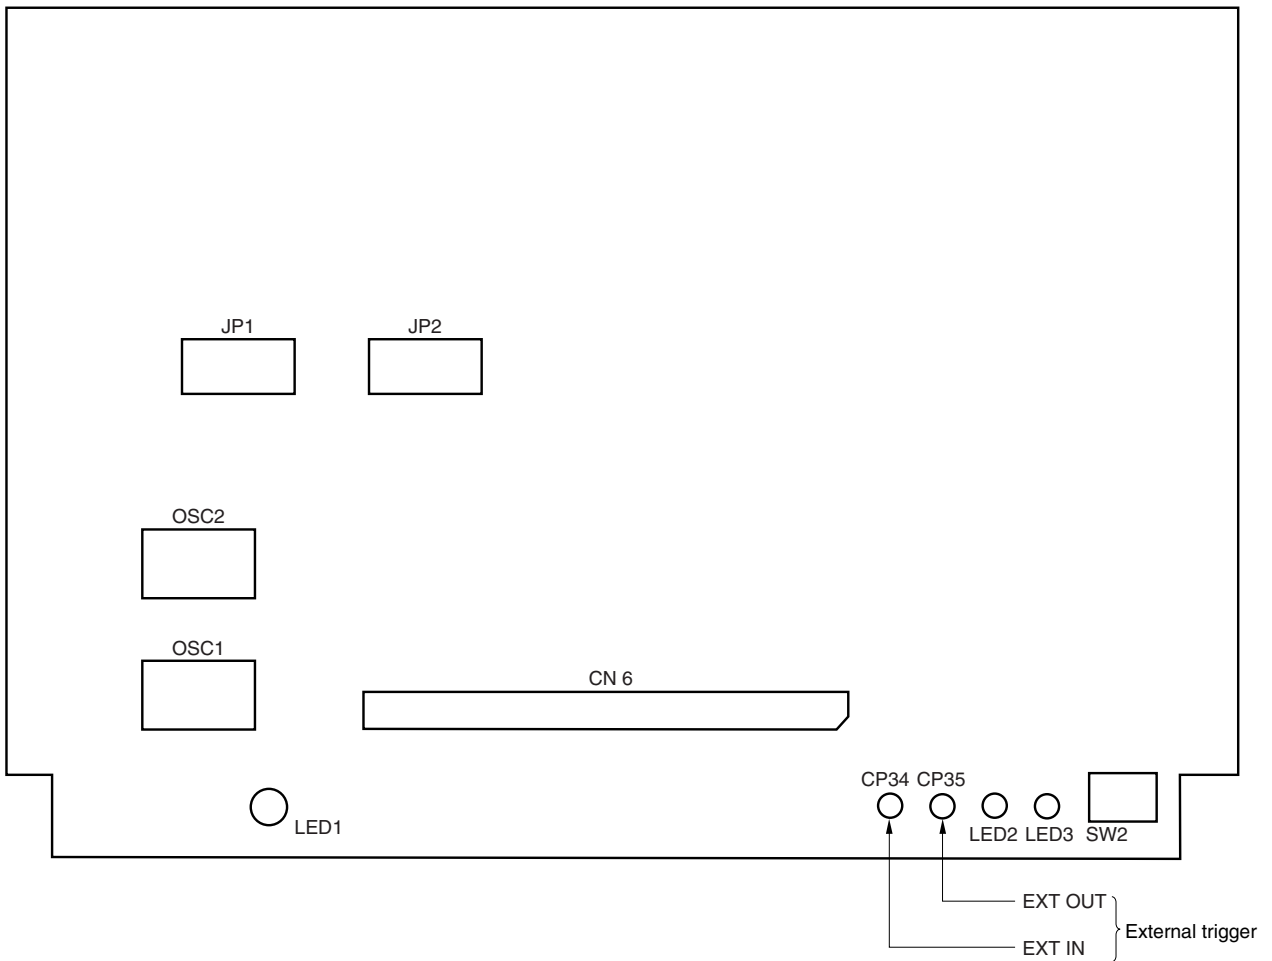 JP1 JP2
OSC2
OSC1
CN 6
CP34 CP35
LED1
LED2 LED3 SW2
EXT OUT
External trigger
EXT IN